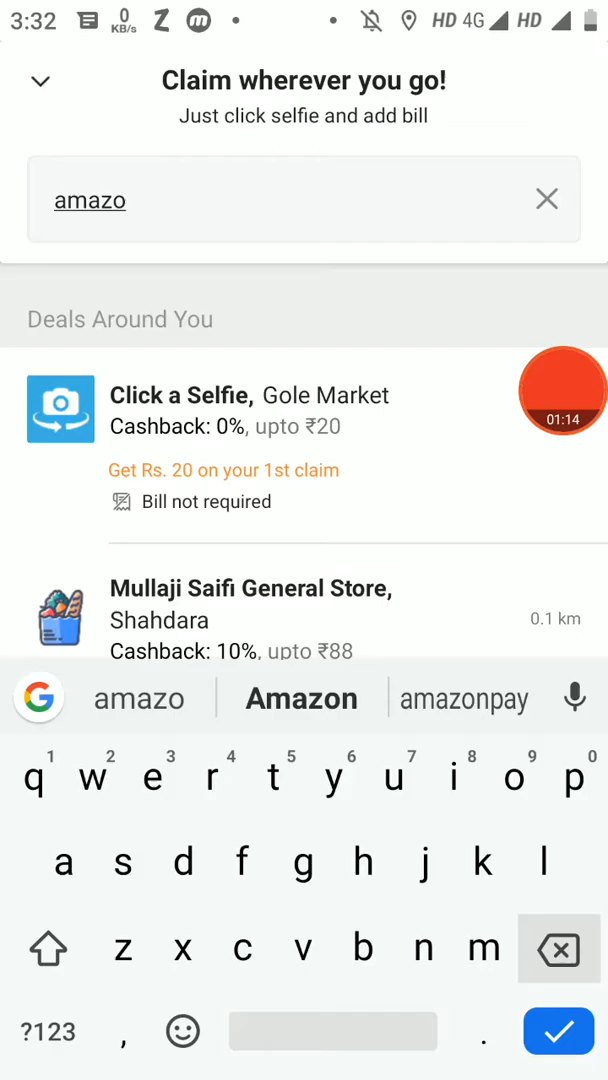 3:32 0 KB/s Z m HD 4G HD
Claim wherever you go!
Just click selfie and add bill
amazo
Deals Around You
Click a Selfie, Gole Market
Cashback: 0%, upto ₹20
01:14
Get Rs. 20 on your 1st claim
Bill not required
Mullaji Saifi General Store,
Shahdara
0.1 km
Cashback: 10%, upto ₹88
G amazo Amazon amazonpay
1 2 3 4 5 6 7 8 9 0
q w e r t y u i o p
a s d f g h j k l
z x c v b n m
?123 , .